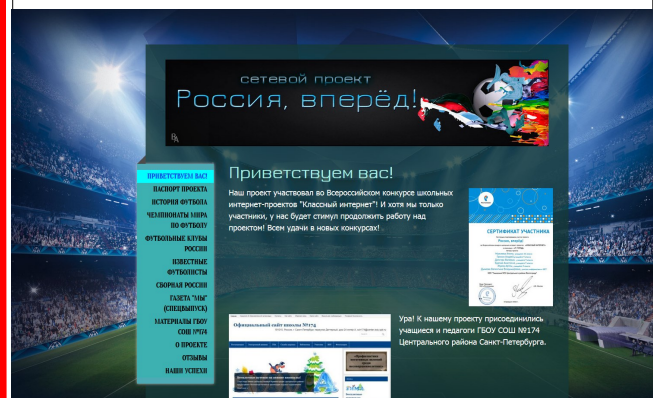 сетевой проект
Россия, вперёд!
Приветствуем вас!
Наш проект участвовал во Всероссийском конкурсе школьных
интернет-проектов "Классный интернет"! И хотя мы только
участники, у нас будет стимул продолжить работу над
проектом! Всем удачи в новых конкурсах!
ПРИВЕТСТВУЕМ ВАС!
ПАСПОРТ ПРОЕКТА
ИСТОРИЯ ФУТБОЛА
ЧЕМПИОНАТЫ МИРА
ПО ФУТБОЛУ
ФУТБОЛЬНЫЕ КЛУБЫ
РОССИИ
ИЗВЕСТНЫЕ
ФУТБОЛИСТЫ
СБОРНАЯ РОССИИ
ГАЗЕТА "МЫ"
(СПЕЦВЫПУСК)
МАТЕРИАЛЫ ГБОУ
СОШ №174
О ПРОЕКТЕ
ОТЗЫВЫ
НАШИ УСПЕХИ
СЕРТИФИКАТ УЧАСТНИКА
Россия, вперёд!
Официальный сайт школы №174
Ура! К нашему проекту присоединились
учащиеся и педагоги ГБОУ СОШ №174
Центрального района Санкт-Петербурга.